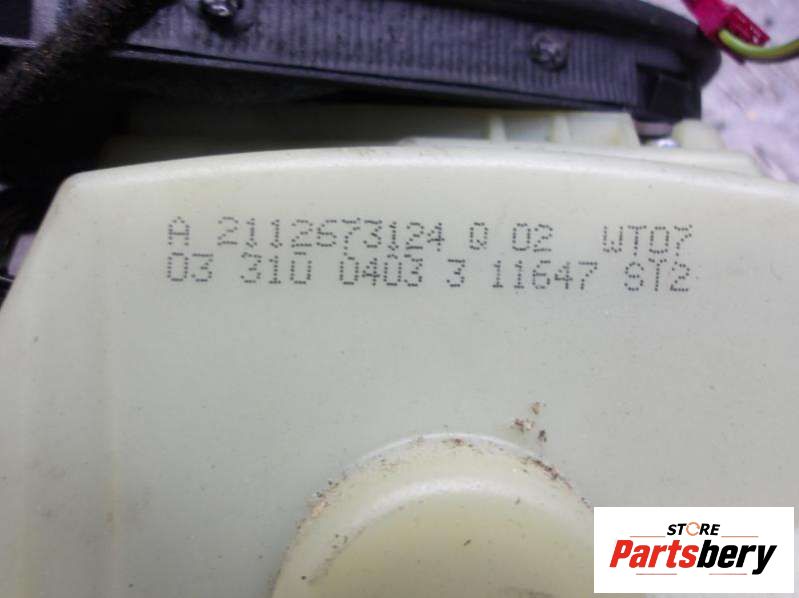 A 2112673124 Q 02 WT07
03 310 0403 3 11647 ST2
STORE
Partsbery